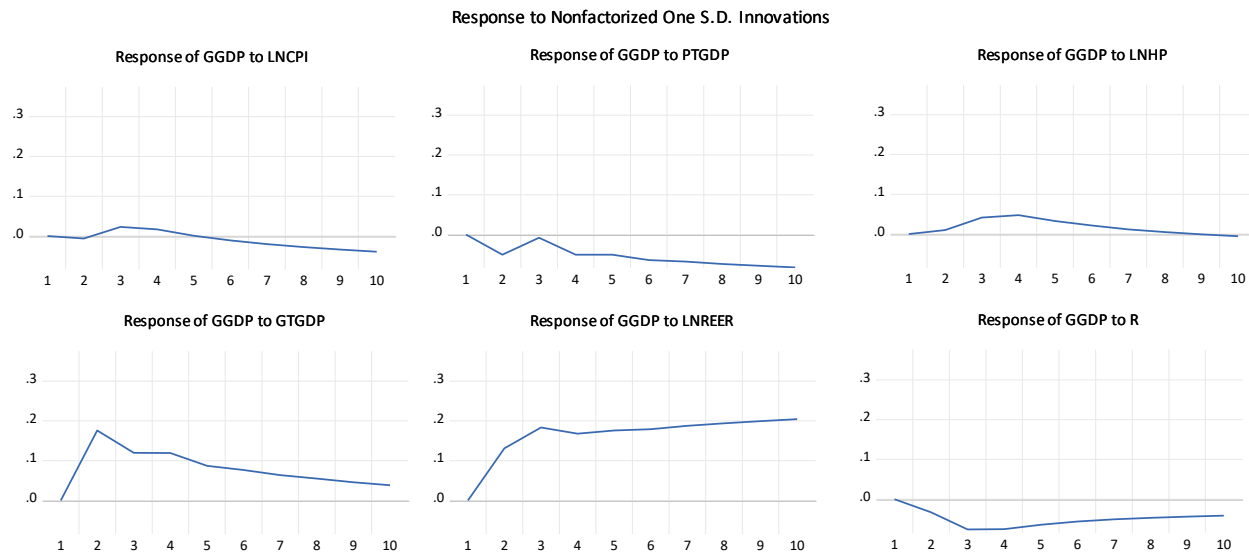 Response to Nonfactorized One S.D. Innovations
Response of GGDP to LNCPI
.3
.2
.1
.0
1 2 3 4 5 6 7 8 9 10
Response of GGDP to PTGDP
.3
.2
.1
.0
1 2 3 4 5 6 7 8 9 10
Response of GGDP to LNHP
.3
.2
.1
.0
1 2 3 4 5 6 7 8 9 10
Response of GGDP to GTGDP
.3
.2
.1
.0
1 2 3 4 5 6 7 8 9 10
Response of GGDP to LNREER
.3
.2
.1
.0
1 2 3 4 5 6 7 8 9 10
Response of GGDP to R
.3
.2
.1
.0
1 2 3 4 5 6 7 8 9 10